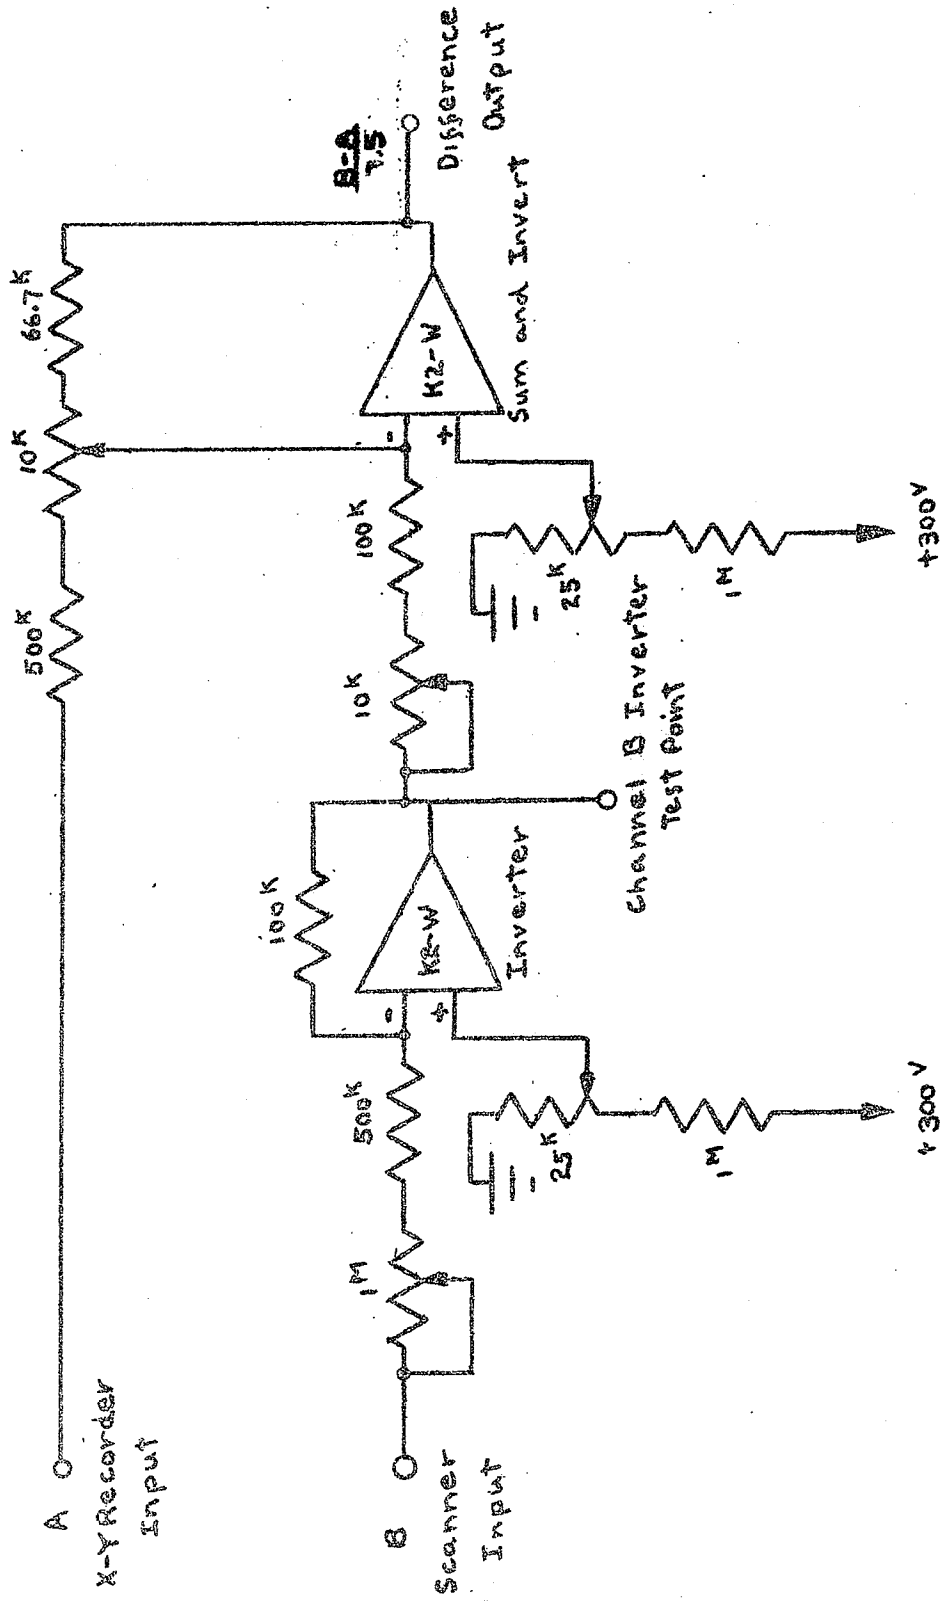 A
X-Y Recorder
Input
500K
10K
66.7K
B-A
7.5
Difference
Output
B
Scanner
Input
1M
500K
100K
-
+
K2-W
Inverter
10K
100K
-
+
K2-W
Sum and Invert
25K
1M
+300V
Channel B Inverter
Test Point
25K
1M
+300V